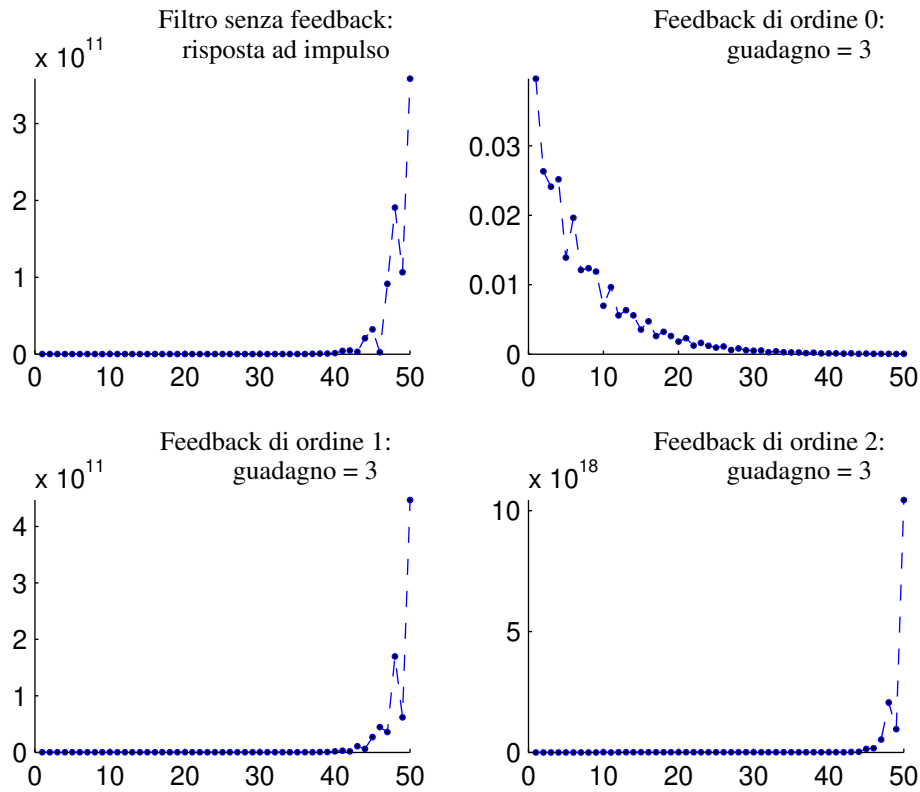 Filtro senza feedback:
risposta ad impulso
x 10^11
3
2
1
0
0 10 20 30 40 50
Feedback di ordine 0:
guadagno = 3
0.03
0.02
0.01
0
0 10 20 30 40 50
Feedback di ordine 1:
guadagno = 3
x 10^11
4
3
2
1
0
0 10 20 30 40 50
Feedback di ordine 2:
guadagno = 3
x 10^18
10
5
0
0 10 20 30 40 50